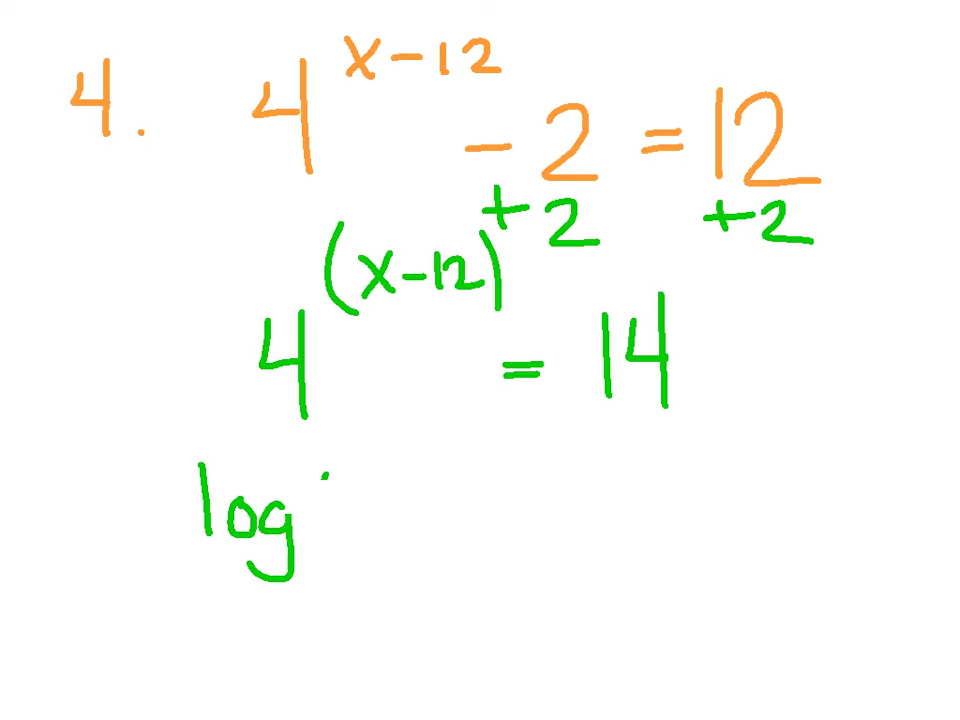 4. 4^{x-12} - 2 = 12
+2 +2
4^{(x-12)} = 14
log